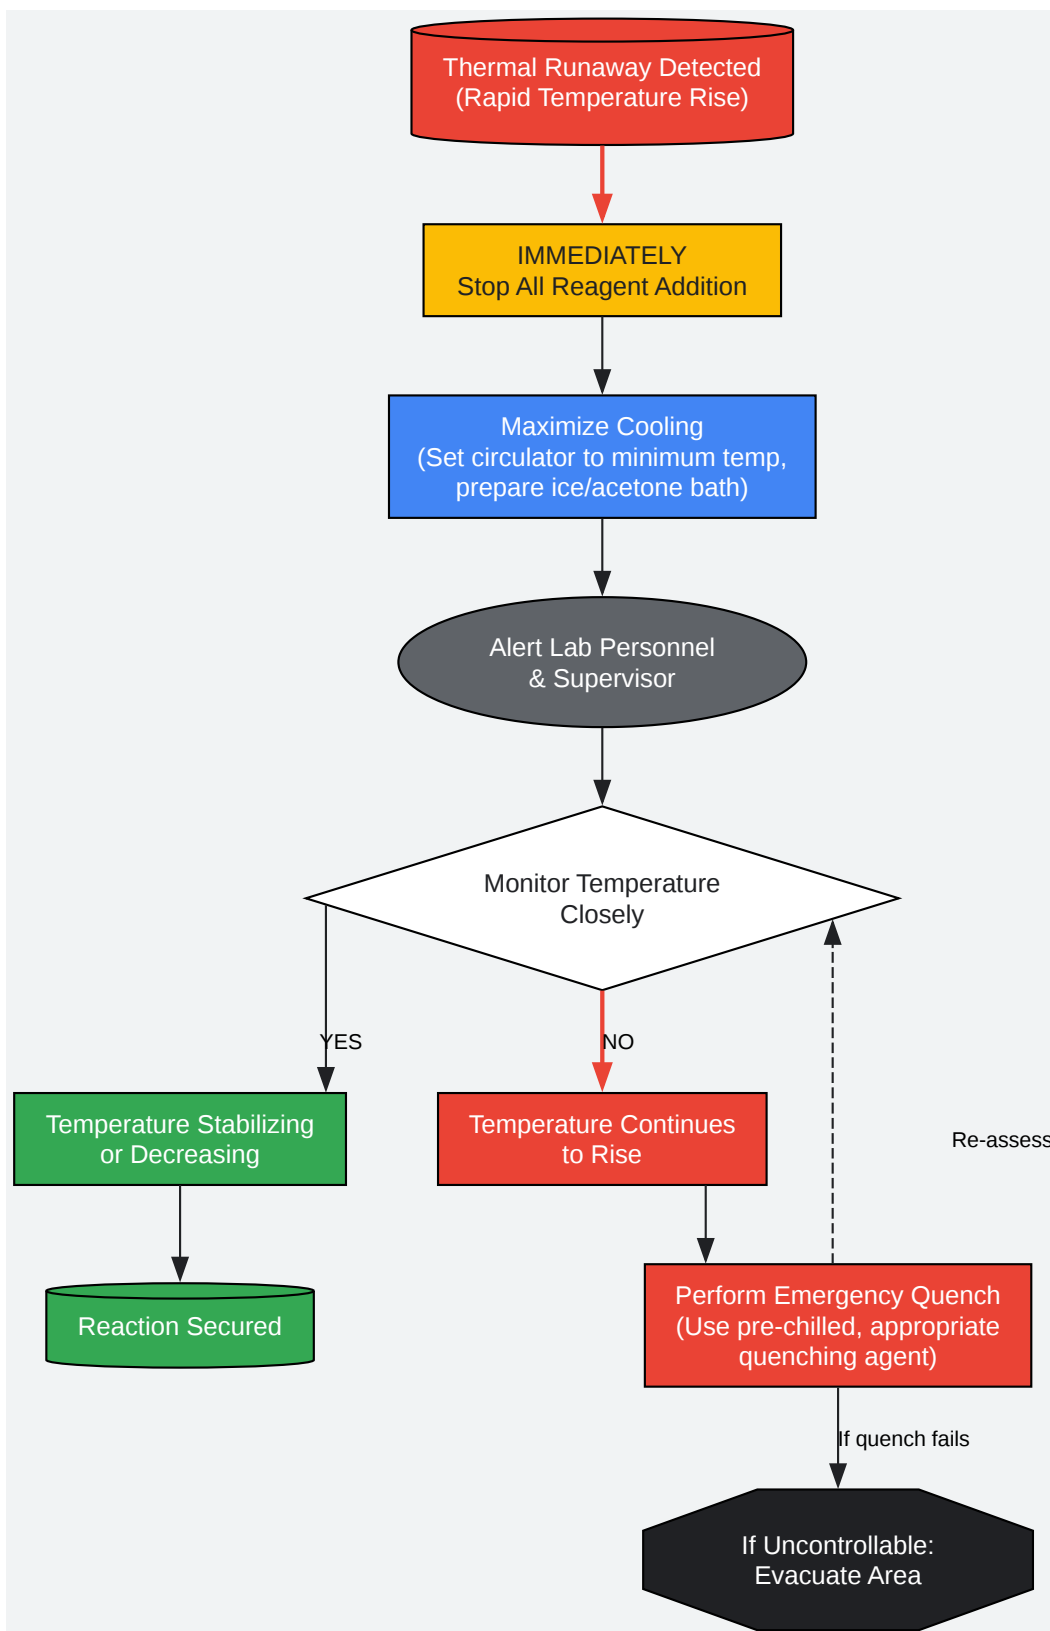 Thermal Runaway Detected
(Rapid Temperature Rise)
IMMEDIATELY
Stop All Reagent Addition
Maximize Cooling
(Set circulator to minimum temp,
prepare ice/acetone bath)
Alert Lab Personnel
& Supervisor
Monitor Temperature
Closely
YES
NO
Temperature Stabilizing
or Decreasing
Temperature Continues
to Rise
Re-assess
Reaction Secured
Perform Emergency Quench
(Use pre-chilled, appropriate
quenching agent)
If quench fails
If Uncontrollable:
Evacuate Area